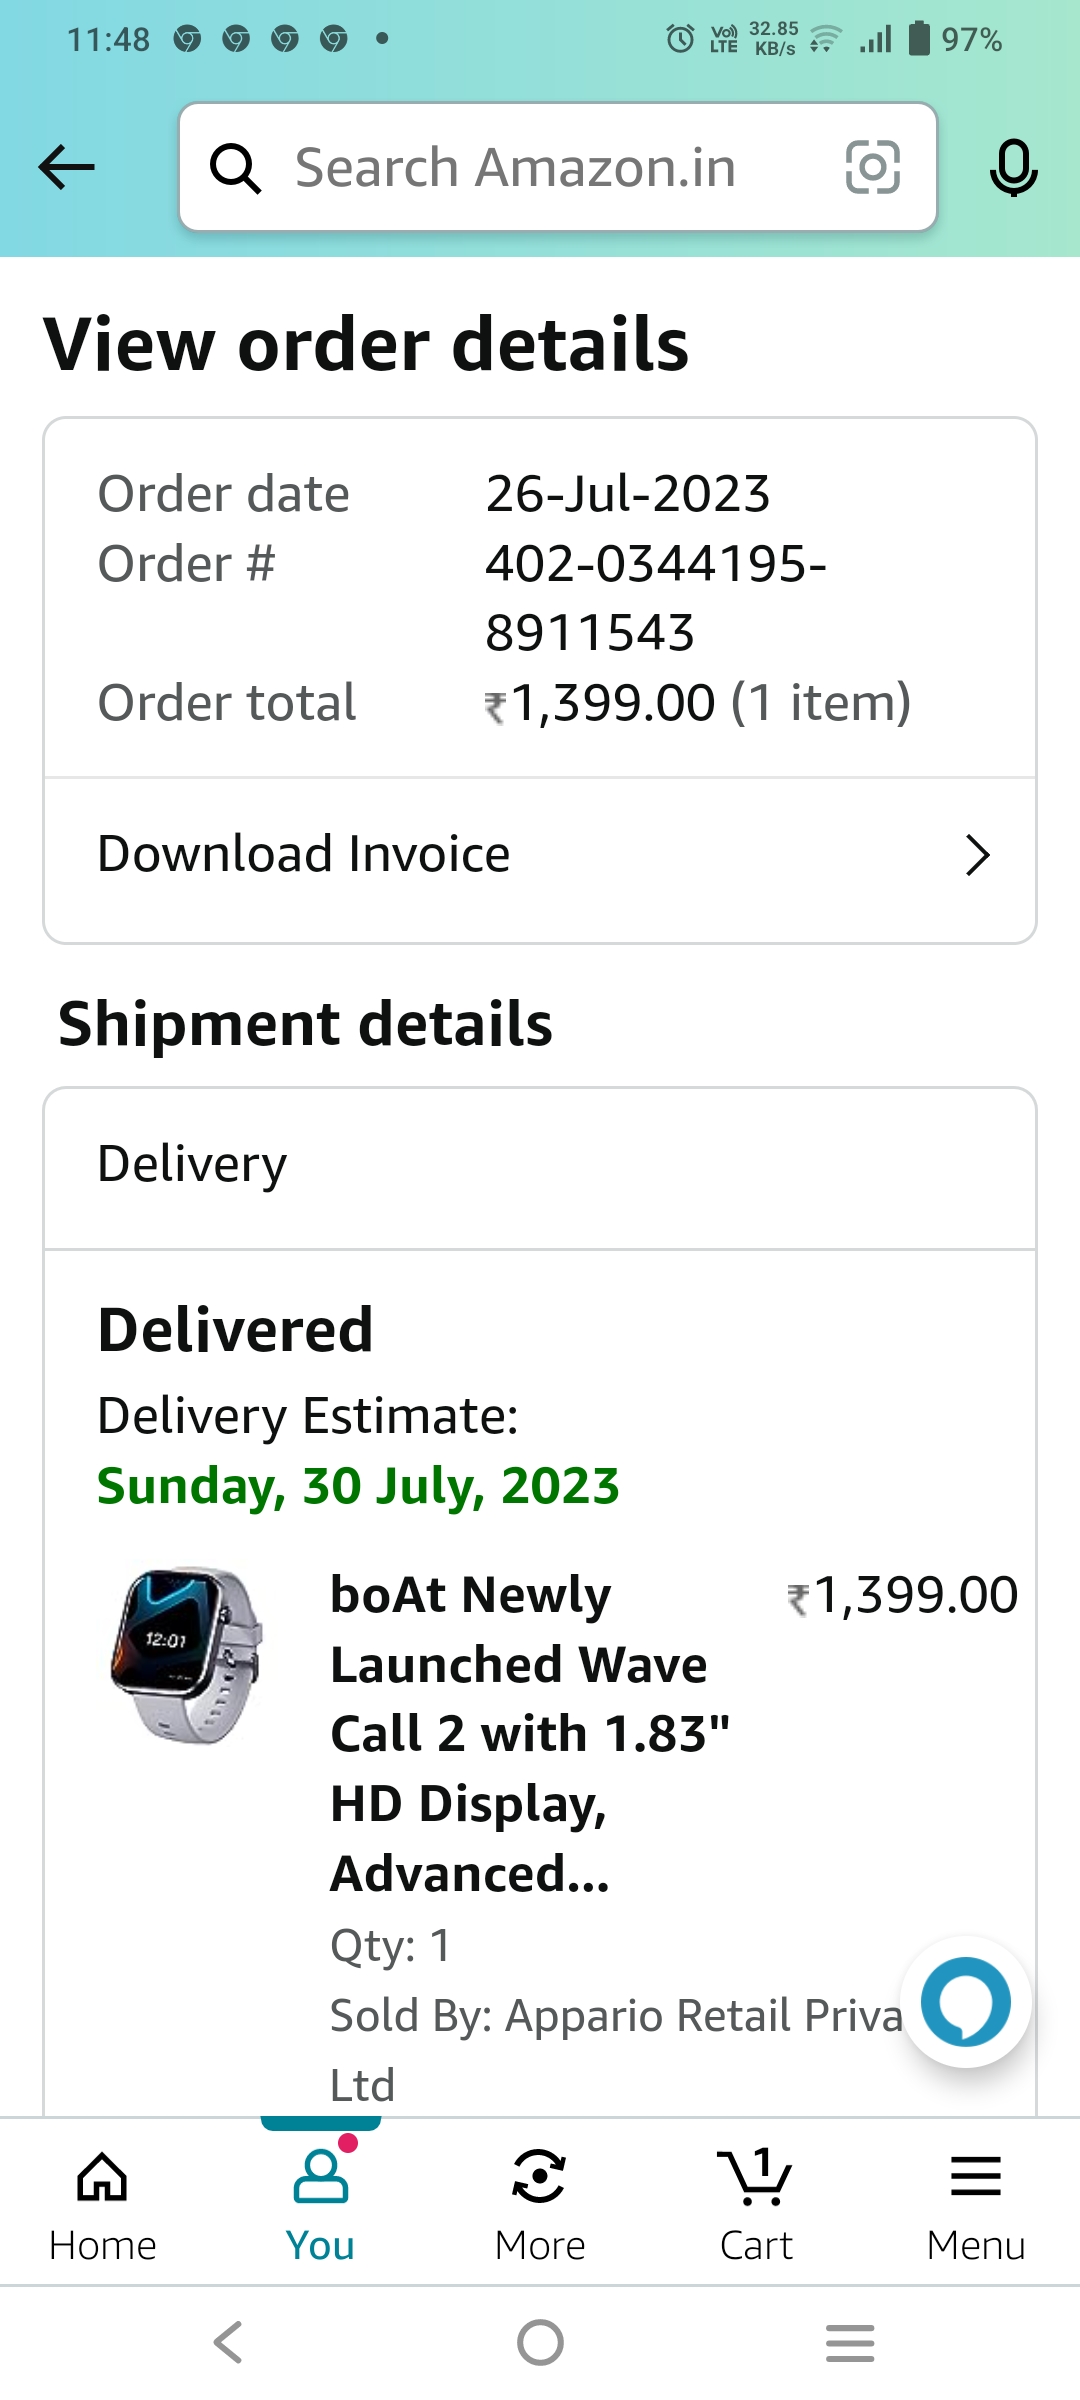 11:48
Vo)) LTE 32.85 KB/s 97%
Search Amazon.in
View order details
Order date 26-Jul-2023
Order # 402-0344195-
8911543
Order total ₹1,399.00 (1 item)
Download Invoice
Shipment details
Delivery
Delivered
Delivery Estimate:
Sunday, 30 July, 2023
12:01
boAt Newly ₹1,399.00
Launched Wave
Call 2 with 1.83"
HD Display,
Advanced...
Qty: 1
Sold By: Appario Retail Priva
Ltd
1
Home You More Cart Menu